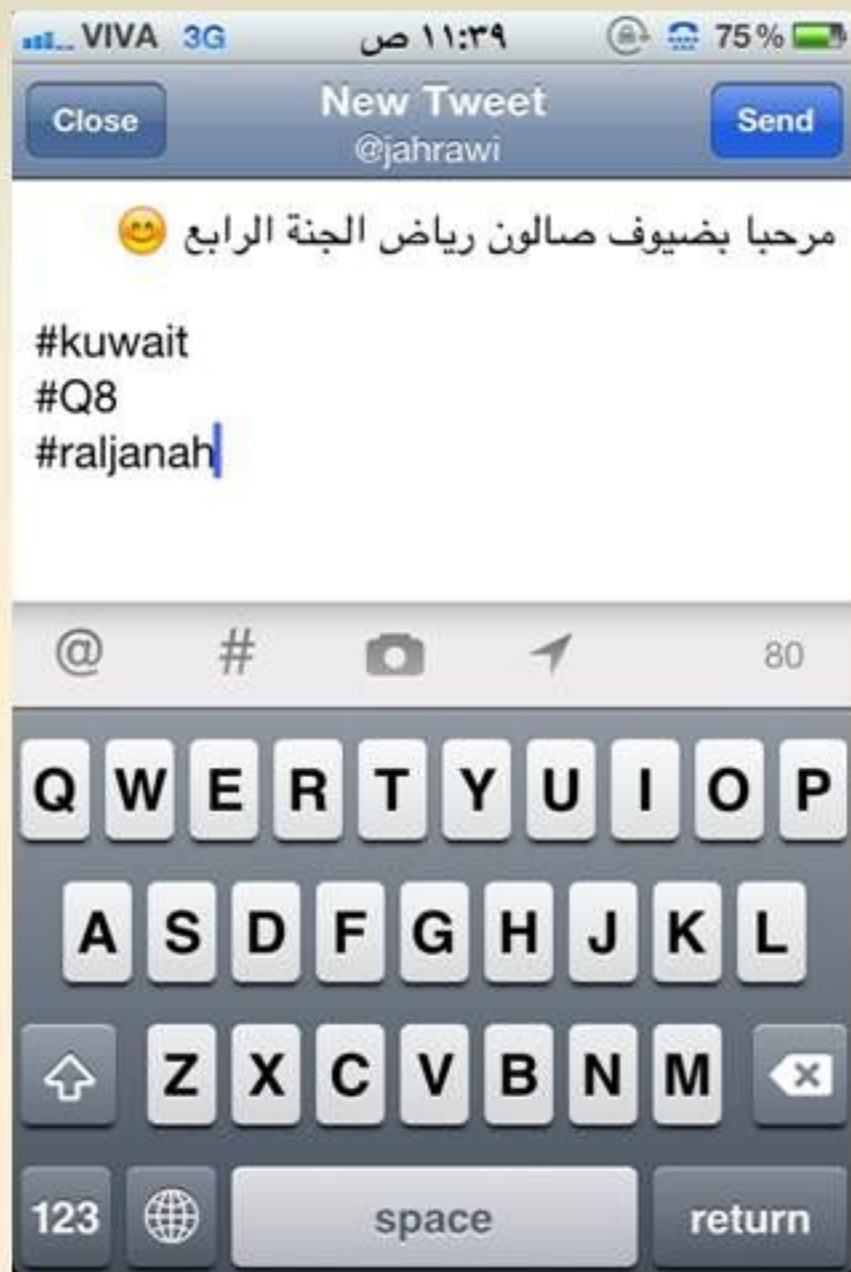 VIVA 3G ١١:٣٩ ص 75%
Close New Tweet Send
@jahrawi
مرحبا بضيوف صالون رياض الجنة الرابع 😊
#kuwait
#Q8
#raljanah
@ # 80
Q W E R T Y U I O P
A S D F G H J K L
Z X C V B N M
123 space return